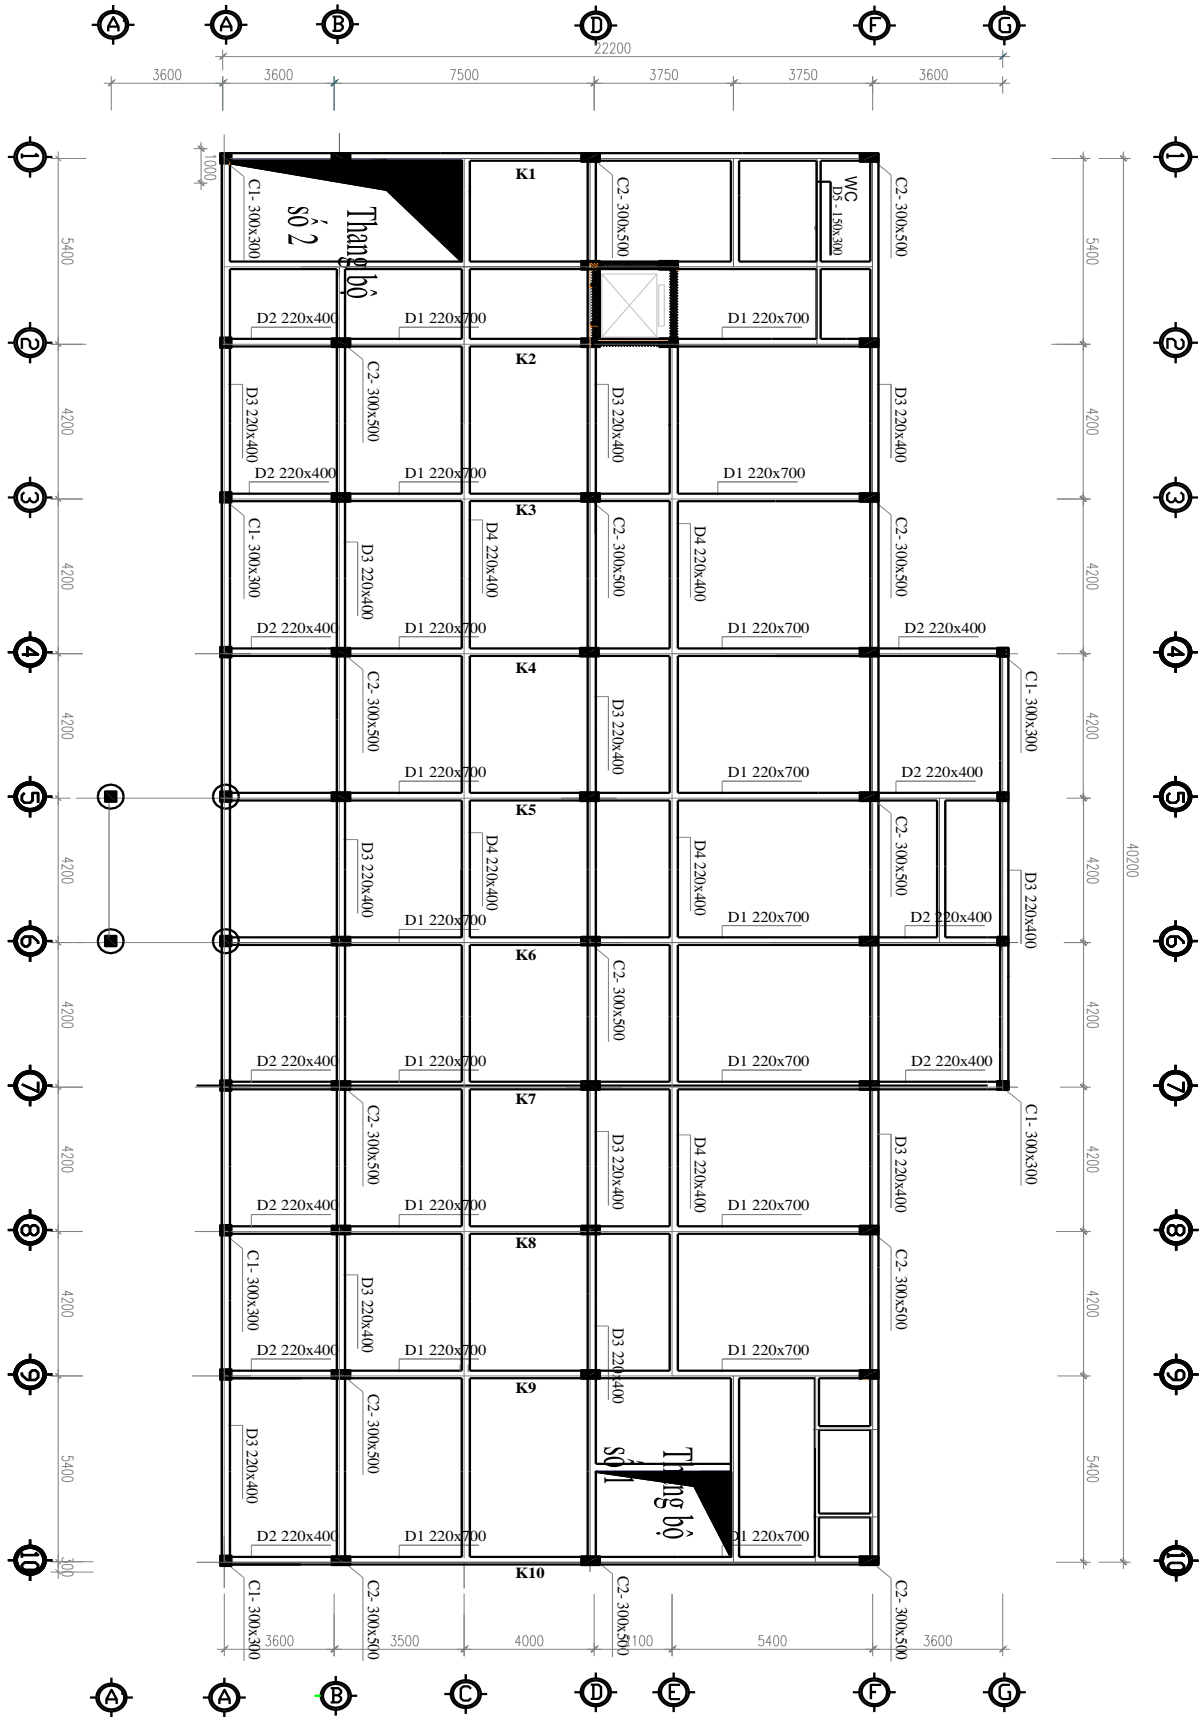 A A B D F G
22200
3600 3600 7500 3750 3750 3600
1 1
1000
K1
C1- 300x300
Thang bộ
số 2
C2- 300x500
WC
D5 - 150x300
C2- 300x500
5400 5400
D2 220x400 D1 220x700 D1 220x700
2 2
K2
C2- 300x500
D3 220x400 D3 220x400 D3 220x400
4200 4200
D2 220x400 D1 220x700 D1 220x700
3 3
K3
C1- 300x300 C2- 300x500 C2- 300x500
D3 220x400 D4 220x400 D4 220x400
4200 4200
D2 220x400 D1 220x700 D1 220x700 D2 220x400
4 4
K4
C2- 300x500 C1- 300x300
D3 220x400
4200 4200
D1 220x700 D1 220x700 D2 220x400
5 5
K5
C2- 300x500
D3 220x400 D4 220x400 D4 220x400 D3 220x400
4200 4200
40200
D1 220x700 D1 220x700 D2 220x400
6 6
K6
C2- 300x500
4200 4200
D2 220x400 D1 220x700 D1 220x700 D2 220x400
7 7
K7
C2- 300x500 C1- 300x300
D3 220x400 D4 220x400 D3 220x400
4200 4200
D2 220x400 D1 220x700 D1 220x700
8 8
K8
C1- 300x300 C2- 300x500
D3 220x400 D3 220x400
4200 4200
D2 220x400 D1 220x700 D1 220x700
9 9
K9
C2- 300x500
D3 220x400
Thang bộ
số 1
5400 5400
D2 220x400 D1 220x700 D1 220x700
10 10
300
K10
C1- 300x300 C2- 300x500 C2- 300x500 C2- 300x500
3600 3500 4000 2100 5400 3600
A A B C D E F G